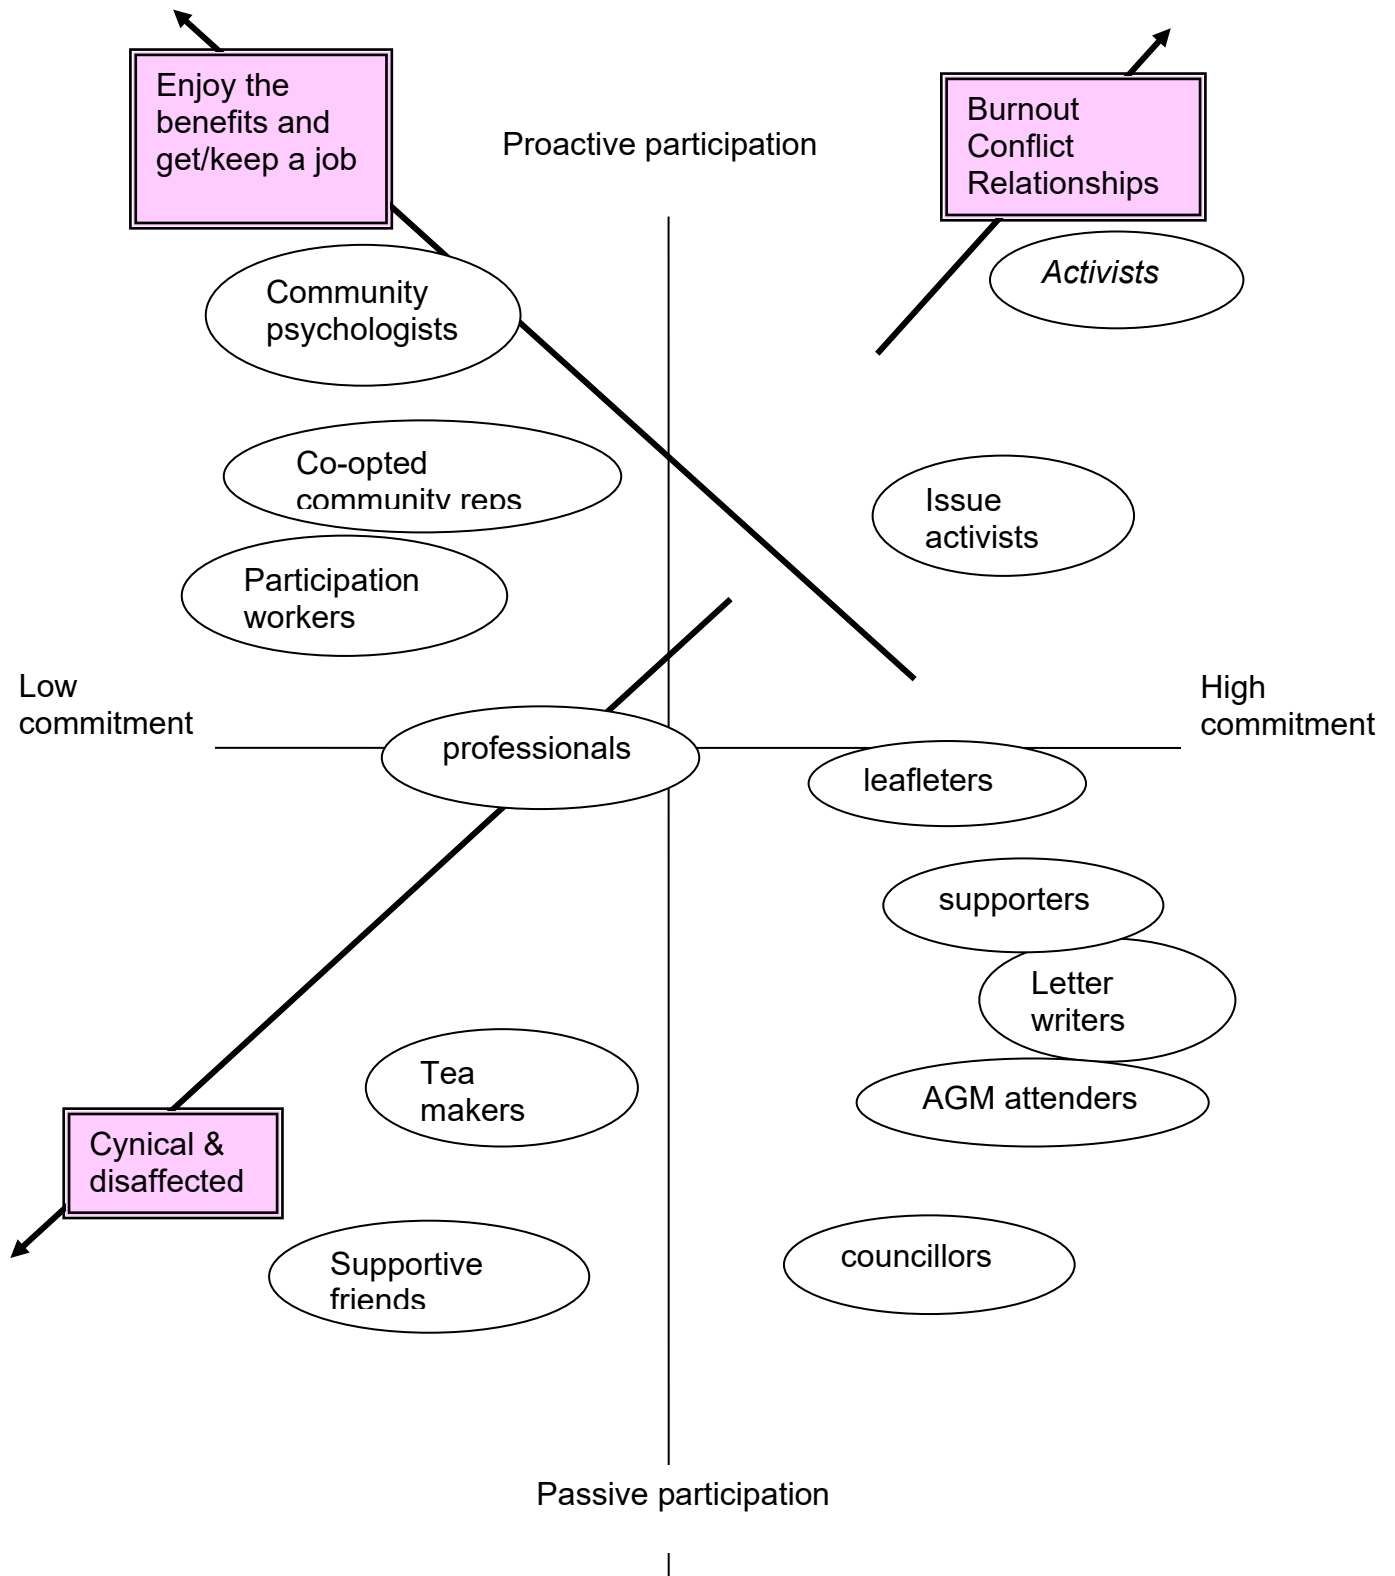 Enjoy the
benefits and
get/keep a job
Burnout
Conflict
Relationships
Proactive participation
Activists
Community
psychologists
Co-opted
community reps
Issue
activists
Participation
workers
Low
commitment
High
commitment
professionals
leafleters
supporters
Letter
writers
Tea
makers
AGM attenders
Cynical &
disaffected
Supportive
friends
councillors
Passive participation